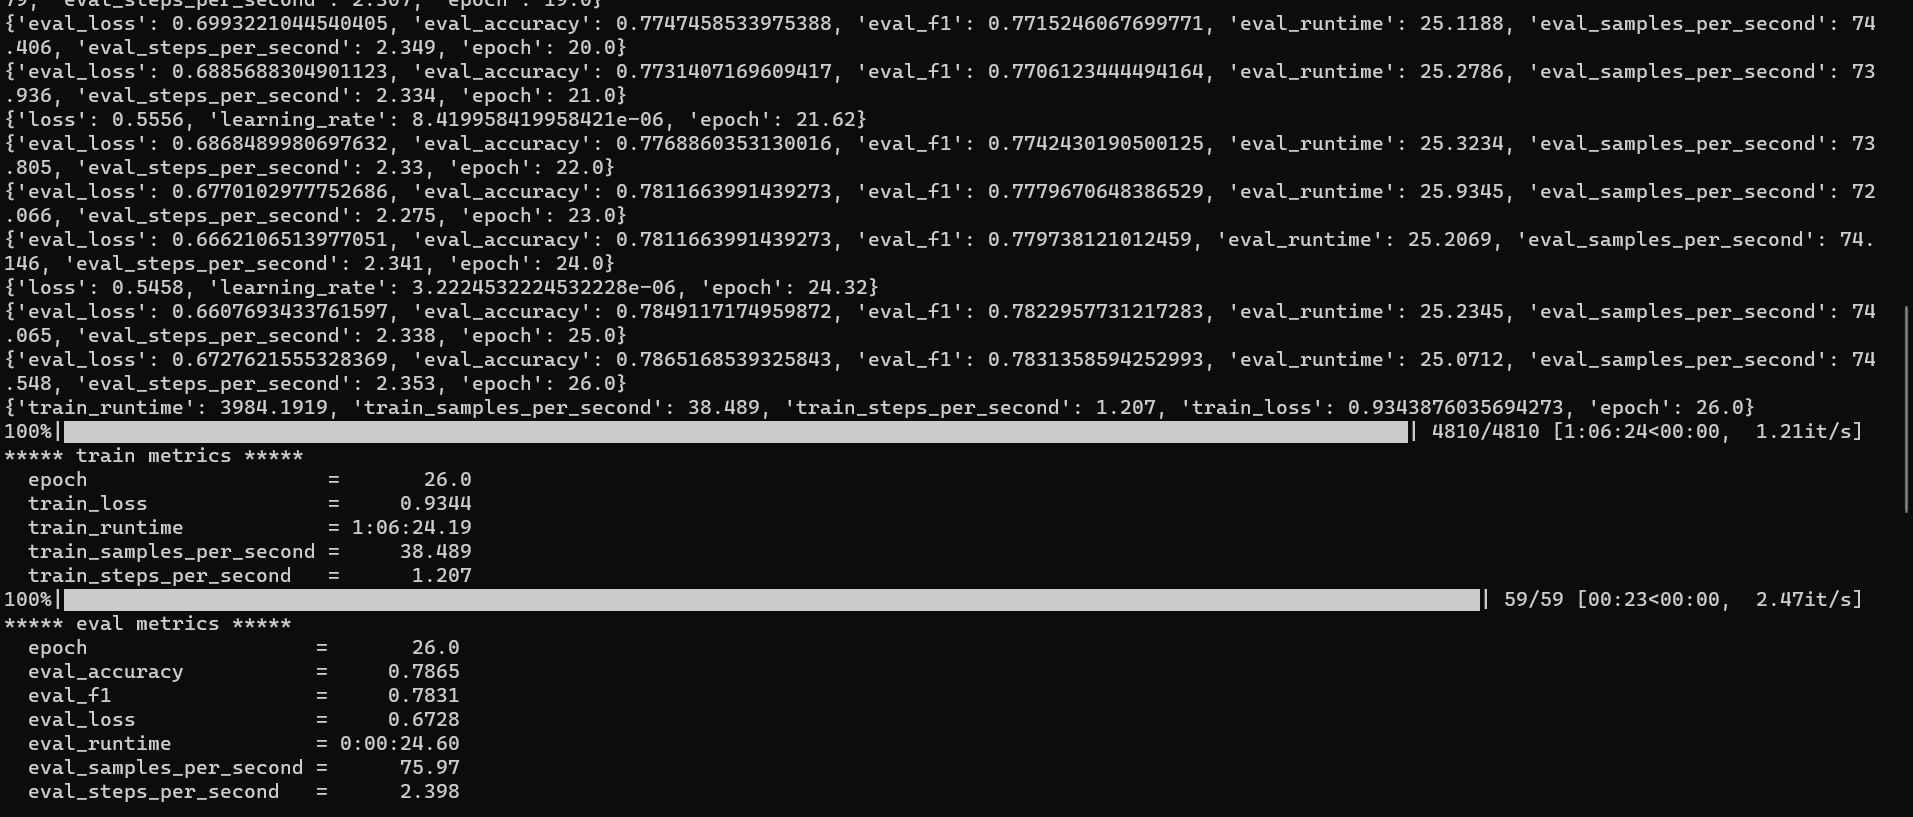 79, 'eval_steps_per_second': 2.307, 'epoch': 19.0}
{'eval_loss': 0.6993221044540405, 'eval_accuracy': 0.7747458533975388, 'eval_f1': 0.7715246067699771, 'eval_runtime': 25.1188, 'eval_samples_per_second': 74
.406, 'eval_steps_per_second': 2.349, 'epoch': 20.0}
{'eval_loss': 0.6885688304901123, 'eval_accuracy': 0.7731407169609417, 'eval_f1': 0.7706123444494164, 'eval_runtime': 25.2786, 'eval_samples_per_second': 73
.936, 'eval_steps_per_second': 2.334, 'epoch': 21.0}
{'loss': 0.5556, 'learning_rate': 8.419958419958421e-06, 'epoch': 21.62}
{'eval_loss': 0.6868489980697632, 'eval_accuracy': 0.7768860353130016, 'eval_f1': 0.7742430190500125, 'eval_runtime': 25.3234, 'eval_samples_per_second': 73
.805, 'eval_steps_per_second': 2.33, 'epoch': 22.0}
{'eval_loss': 0.6770102977752686, 'eval_accuracy': 0.7811663991439273, 'eval_f1': 0.7779670648386529, 'eval_runtime': 25.9345, 'eval_samples_per_second': 72
.066, 'eval_steps_per_second': 2.275, 'epoch': 23.0}
{'eval_loss': 0.6662106513977051, 'eval_accuracy': 0.7811663991439273, 'eval_f1': 0.779738121012459, 'eval_runtime': 25.2069, 'eval_samples_per_second': 74.
146, 'eval_steps_per_second': 2.341, 'epoch': 24.0}
{'loss': 0.5458, 'learning_rate': 3.2224532224532228e-06, 'epoch': 24.32}
{'eval_loss': 0.6607693433761597, 'eval_accuracy': 0.7849117174959872, 'eval_f1': 0.7822957731217283, 'eval_runtime': 25.2345, 'eval_samples_per_second': 74
.065, 'eval_steps_per_second': 2.338, 'epoch': 25.0}
{'eval_loss': 0.6727621555328369, 'eval_accuracy': 0.7865168539325843, 'eval_f1': 0.7831358594252993, 'eval_runtime': 25.0712, 'eval_samples_per_second': 74
.548, 'eval_steps_per_second': 2.353, 'epoch': 26.0}
{'train_runtime': 3984.1919, 'train_samples_per_second': 38.489, 'train_steps_per_second': 1.207, 'train_loss': 0.9343876035694273, 'epoch': 26.0}
100%| | 4810/4810 [1:06:24<00:00, 1.21it/s]
***** train metrics *****
epoch = 26.0
train_loss = 0.9344
train_runtime = 1:06:24.19
train_samples_per_second = 38.489
train_steps_per_second = 1.207
100%| | 59/59 [00:23<00:00, 2.47it/s]
***** eval metrics *****
epoch = 26.0
eval_accuracy = 0.7865
eval_f1 = 0.7831
eval_loss = 0.6728
eval_runtime = 0:00:24.60
eval_samples_per_second = 75.97
eval_steps_per_second = 2.398